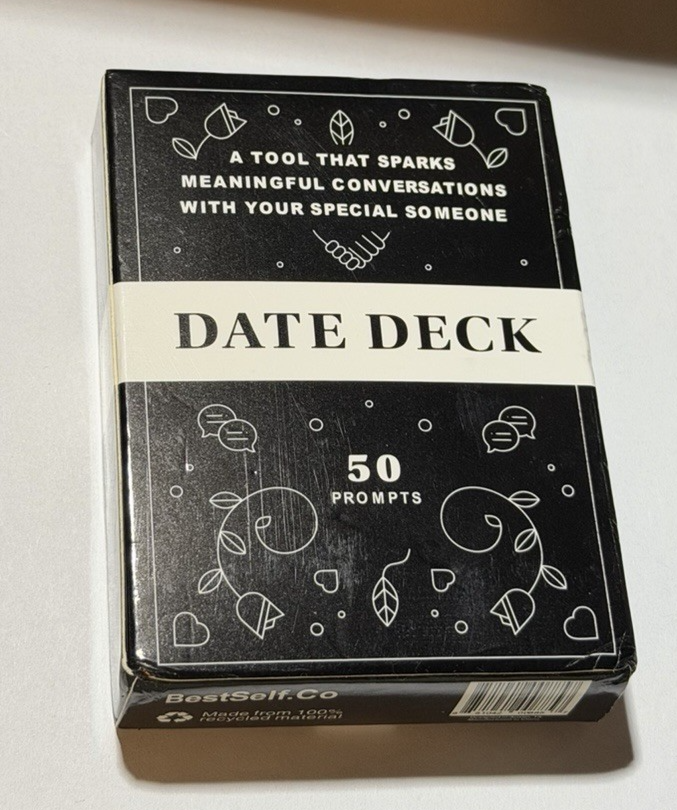 A TOOL THAT SPARKS
MEANINGFUL CONVERSATIONS
WITH YOUR SPECIAL SOMEONE
DATE DECK
50
PROMPTS
BestSelf.Co
Made from 100%
recycled material